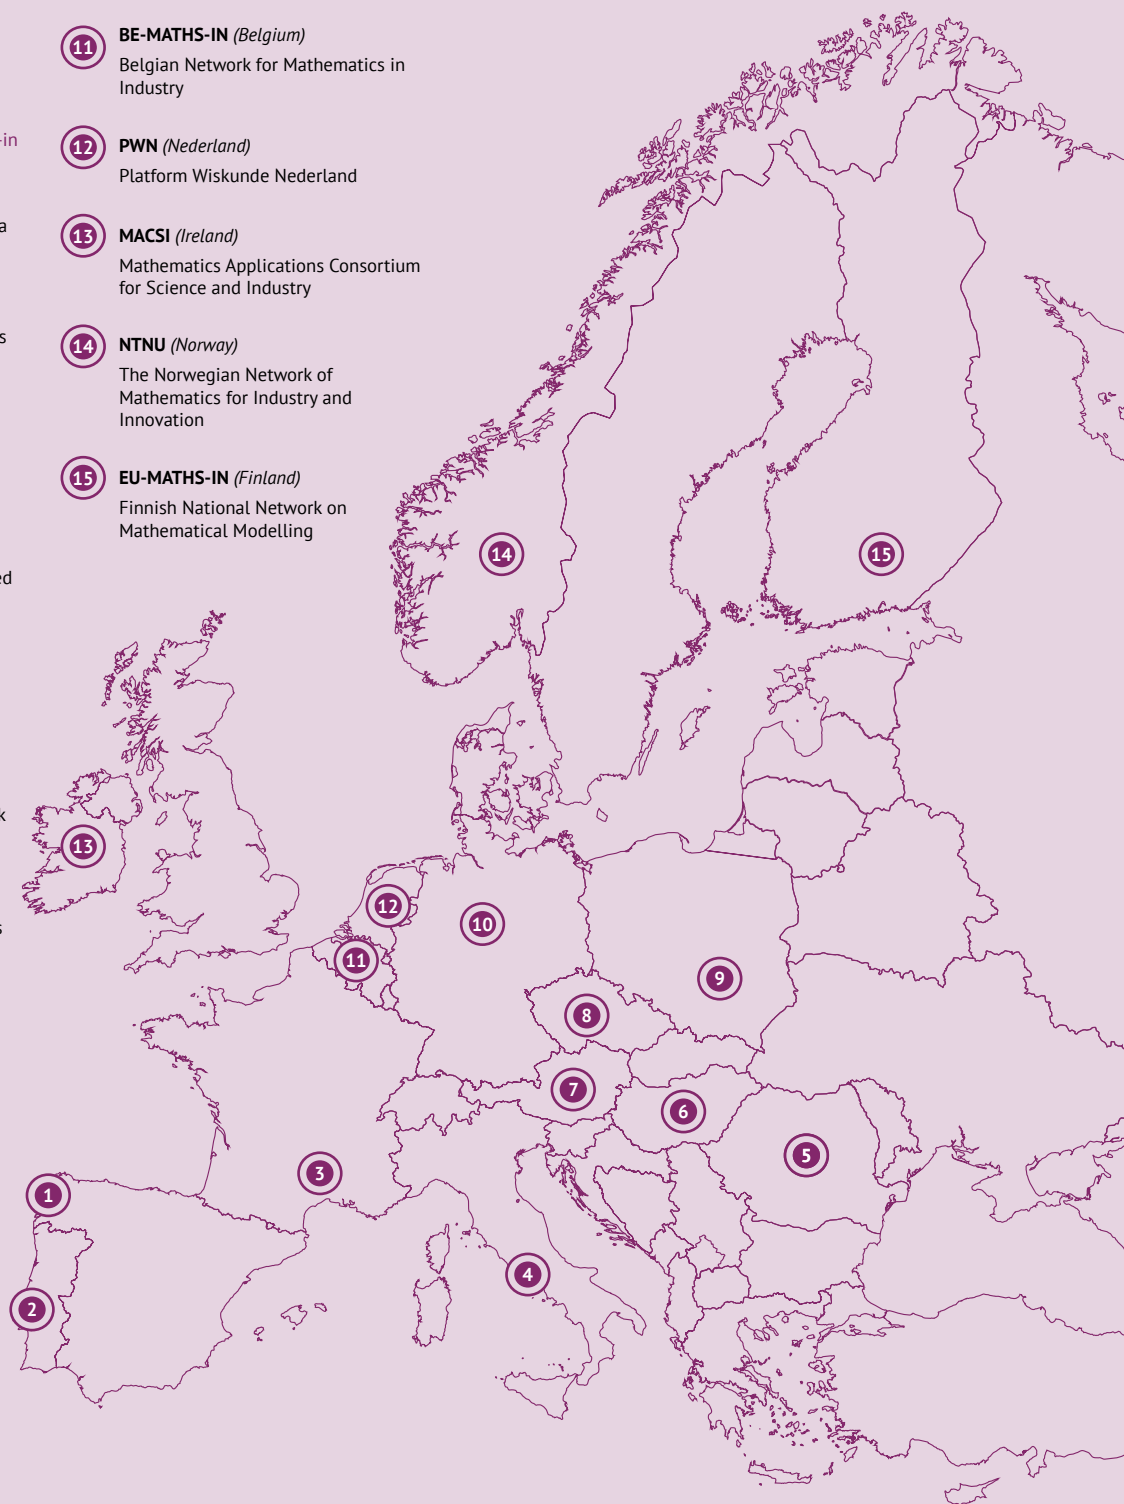 -in
a
s
ed
k
s
11
BE-MATHS-IN (Belgium)
Belgian Network for Mathematics in
Industry
12
PWN (Nederland)
Platform Wiskunde Nederland
13
MACSI (Ireland)
Mathematics Applications Consortium
for Science and Industry
14
NTNU (Norway)
The Norwegian Network of
Mathematics for Industry and
Innovation
15
EU-MATHS-IN (Finland)
Finnish National Network on
Mathematical Modelling
14
15
13
12
10
11
9
8
7
6
5
3
1
4
2